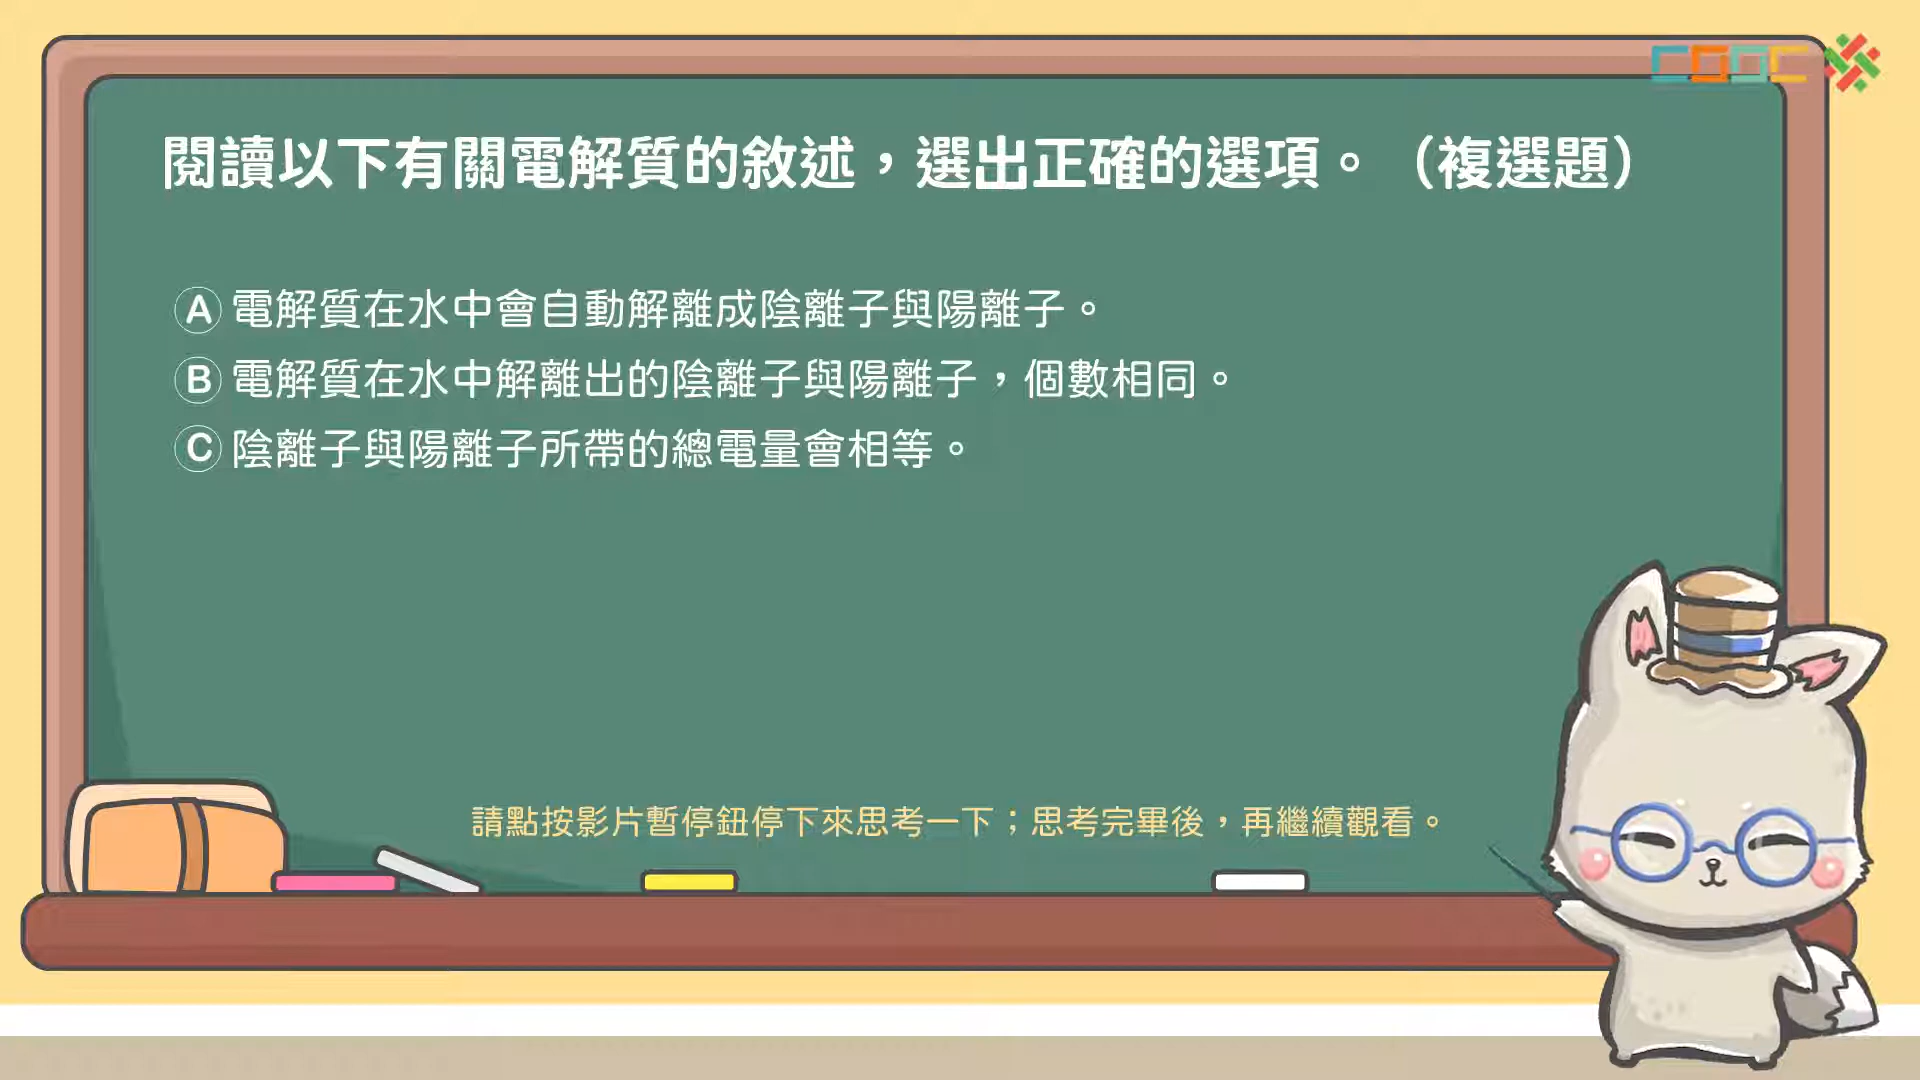 閱讀以下有關電解質的敘述，選出正確的選項。（複選題）
Ⓐ 電解質在水中會自動解離成陰離子與陽離子。
Ⓑ 電解質在水中解離出的陰離子與陽離子，個數相同。
Ⓒ 陰離子與陽離子所帶的總電量會相等。
請點按影片暫停鈕停下來思考一下；思考完畢後，再繼續觀看。